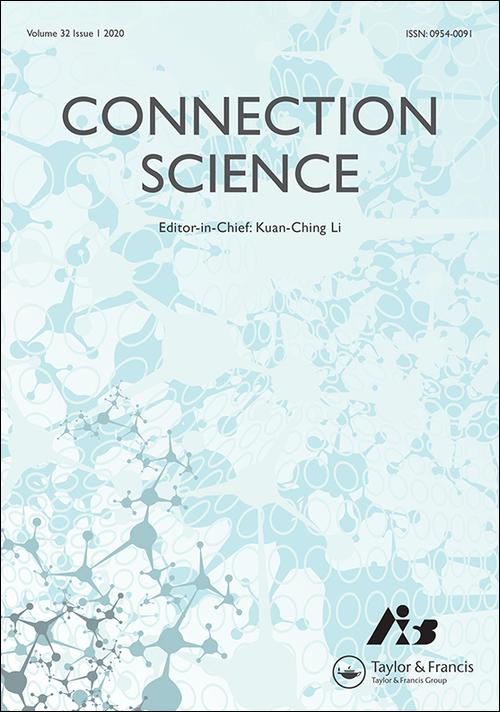 Volume 32 Issue 1 2020
ISSN: 0954-0091
CONNECTION
SCIENCE
Editor-in-Chief: Kuan-Ching Li
Taylor & Francis
Taylor & Francis Group